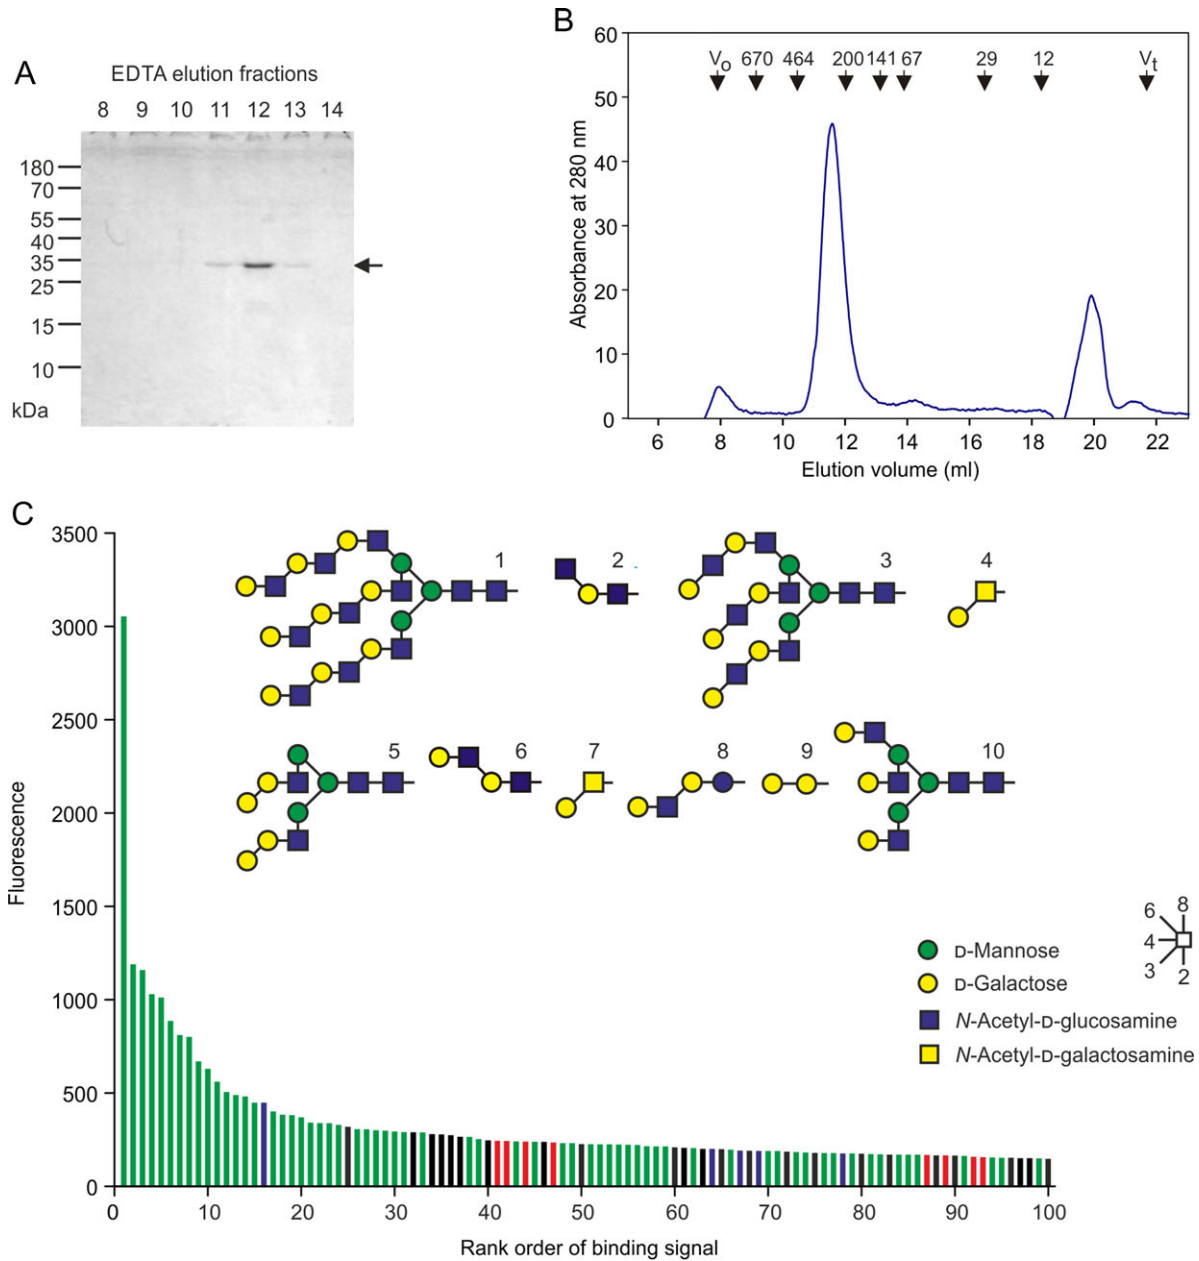 A
EDTA elution fractions
8 9 10 11 12 13 14
180
70
55
40
35
25
15
10
kDa
B
Absorbance at 280 nm
60
50
40
30
20
10
0
Vo 670 464 200 141 67 29 12 Vt
6 8 10 12 14 16 18 20 22
Elution volume (ml)
C
Fluorescence
3500
3000
2500
2000
1500
1000
500
0
1 2 3 4
5 6 7 8 9 10
6 8
4
3 2
D-Mannose
D-Galactose
N-Acetyl-D-glucosamine
N-Acetyl-D-galactosamine
0 10 20 30 40 50 60 70 80 90 100
Rank order of binding signal